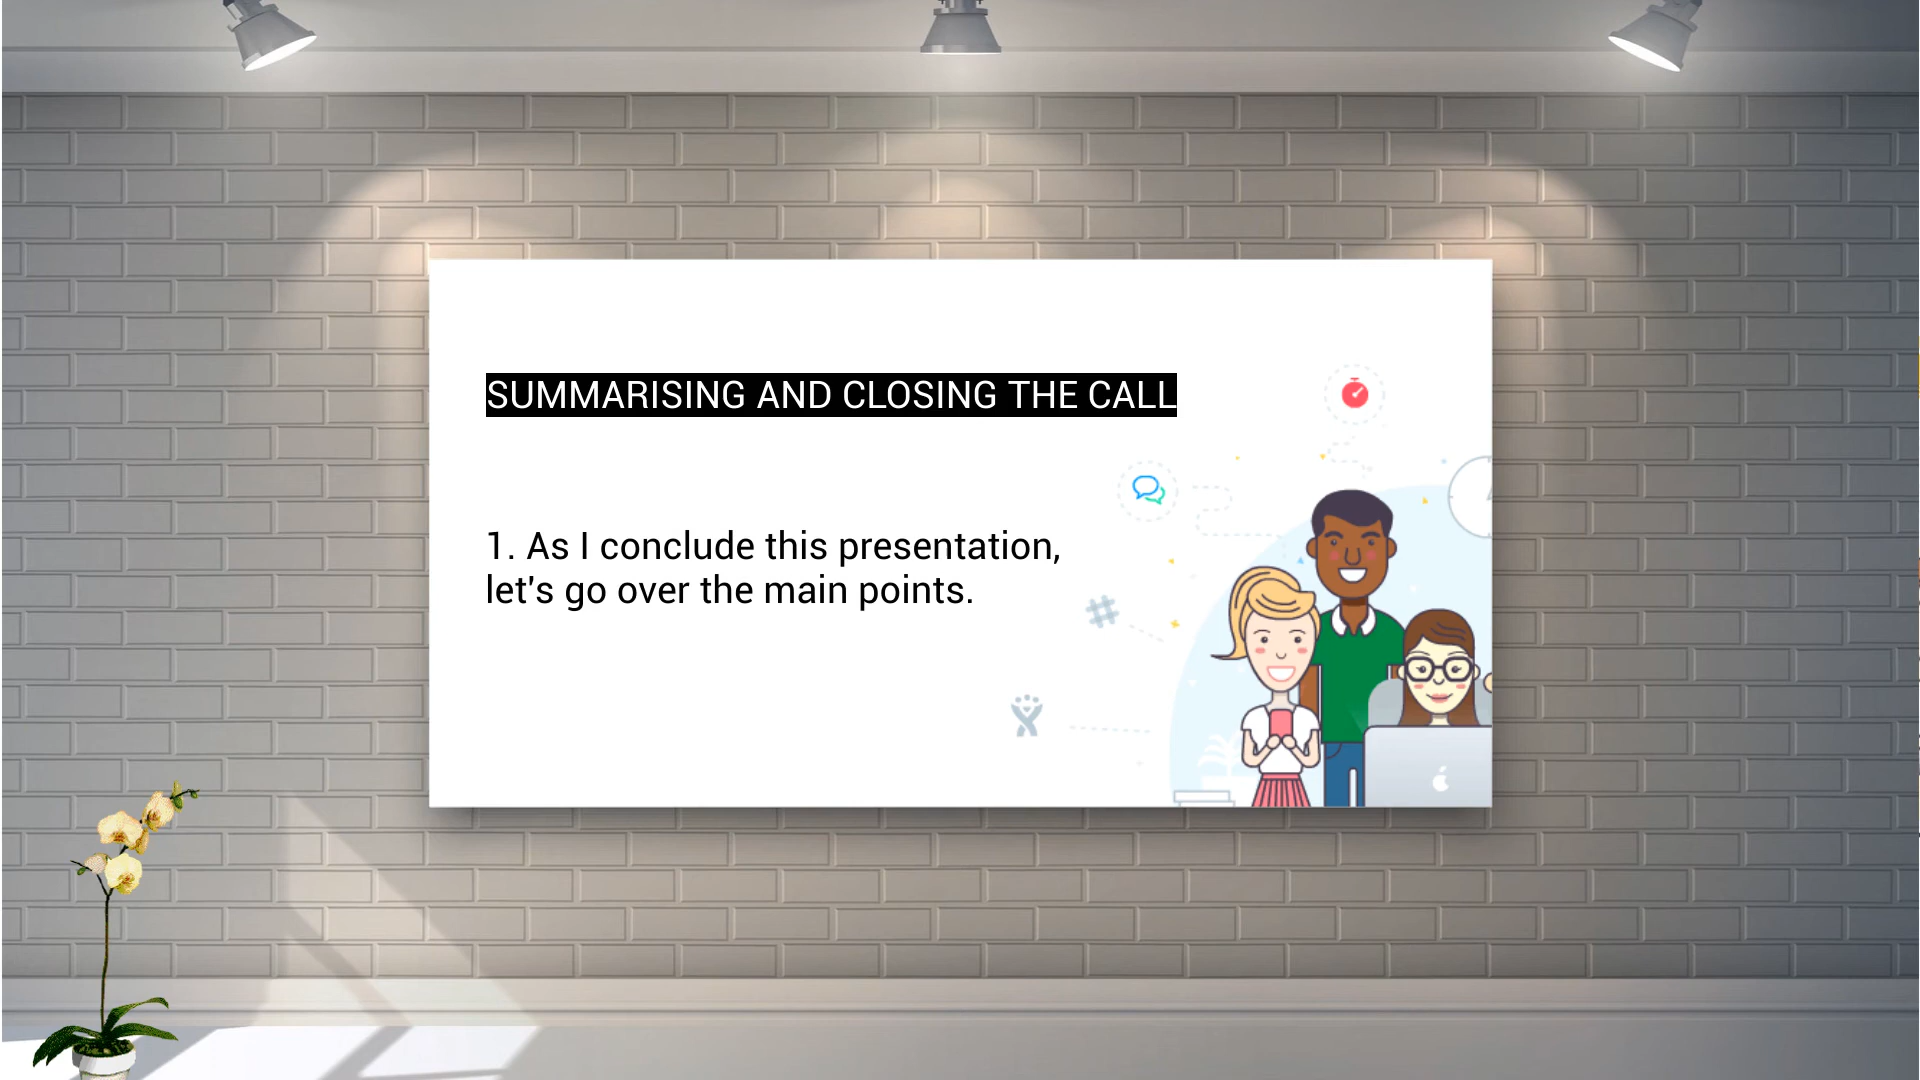 SUMMARISING AND CLOSING THE CALL
1. As I conclude this presentation,
let's go over the main points.